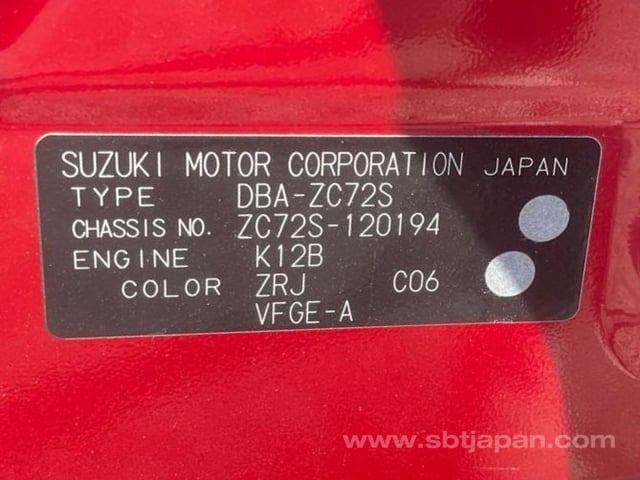 SUZUKI MOTOR CORPORATION JAPAN
TYPE DBA-ZC72S
CHASSIS NO. ZC72S-120194
ENGINE K12B
COLOR ZRJ C06
VFGE-A
www.sbtjapan.com